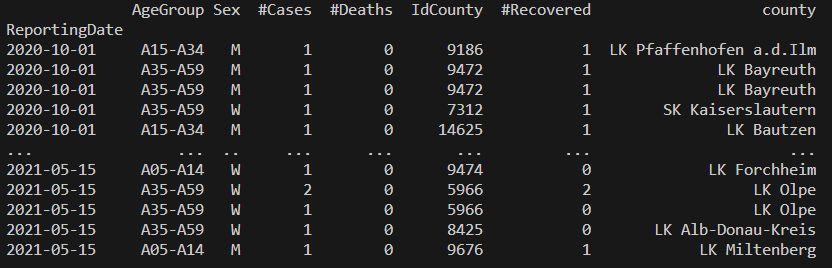 AgeGroup Sex #Cases #Deaths IdCounty #Recovered county
ReportingDate
2020-10-01 A15-A34 M 1 0 9186 1 LK Pfaffenhofen a.d.Ilm
2020-10-01 A35-A59 M 1 0 9472 1 LK Bayreuth
2020-10-01 A35-A59 M 1 0 9472 1 LK Bayreuth
2020-10-01 A35-A59 W 1 0 7312 1 SK Kaiserslautern
2020-10-01 A15-A34 M 1 0 14625 1 LK Bautzen
... ... .. ... ... ... ... ...
2021-05-15 A05-A14 W 1 0 9474 0 LK Forchheim
2021-05-15 A35-A59 W 2 0 5966 2 LK Olpe
2021-05-15 A35-A59 W 1 0 5966 0 LK Olpe
2021-05-15 A35-A59 W 1 0 8425 0 LK Alb-Donau-Kreis
2021-05-15 A05-A14 M 1 0 9676 1 LK Miltenberg